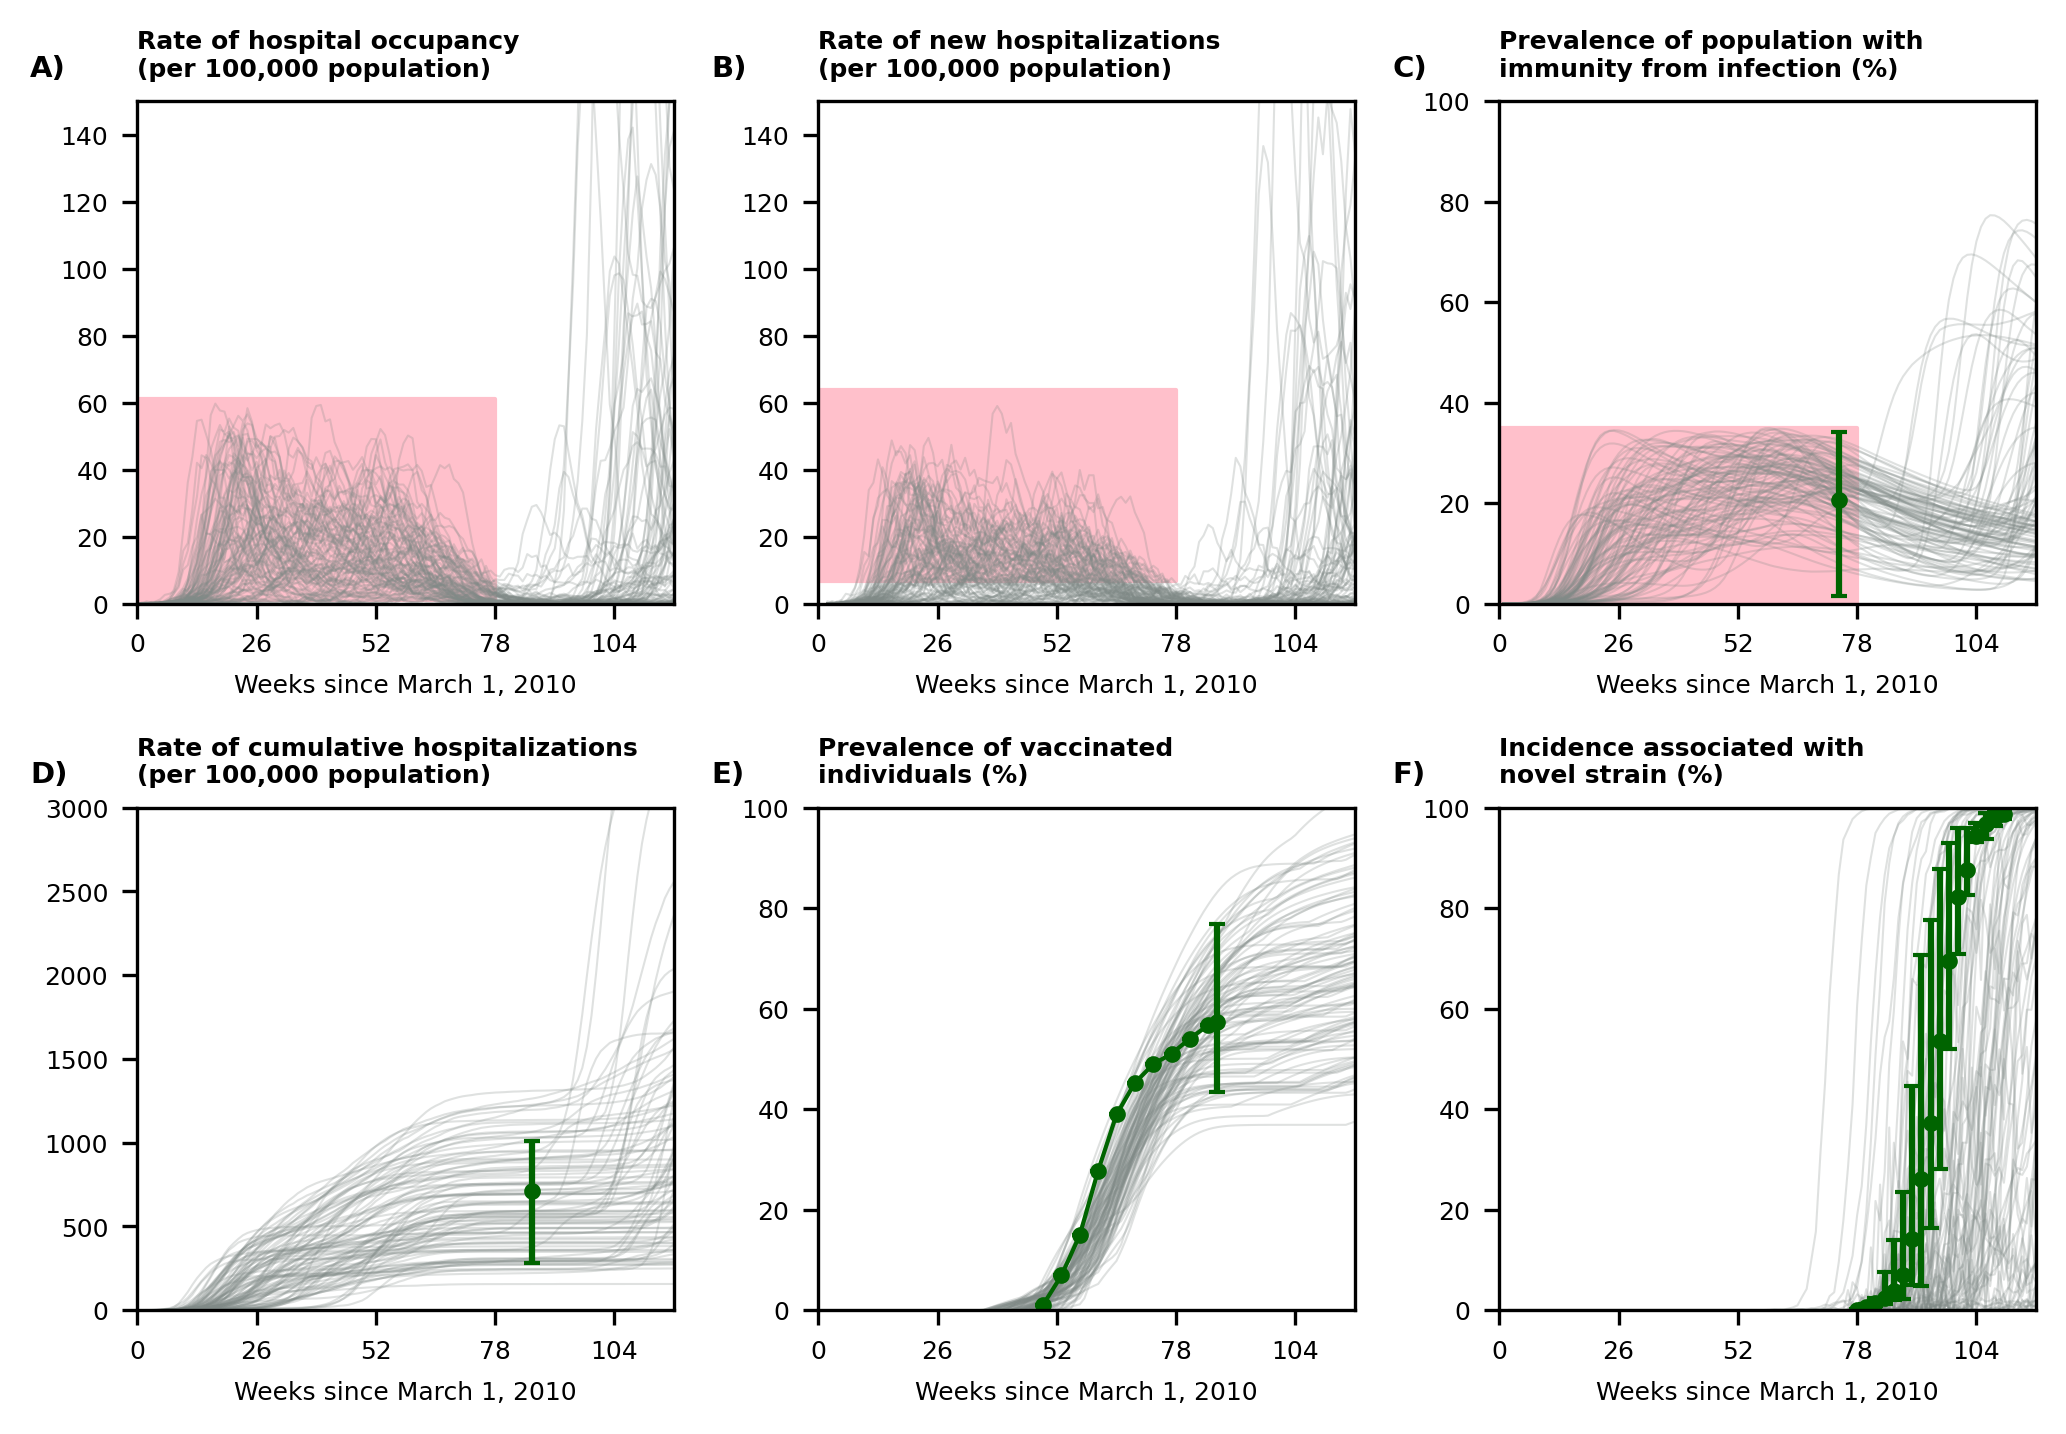 A)
Rate of hospital occupancy
(per 100,000 population)
140
120
100
80
60
40
20
0
0 26 52 78 104
Weeks since March 1, 2010
B)
Rate of new hospitalizations
(per 100,000 population)
140
120
100
80
60
40
20
0
0 26 52 78 104
Weeks since March 1, 2010
C)
Prevalence of population with
immunity from infection (%)
100
80
60
40
20
0
0 26 52 78 104
Weeks since March 1, 2010
D)
Rate of cumulative hospitalizations
(per 100,000 population)
3000
2500
2000
1500
1000
500
0
0 26 52 78 104
Weeks since March 1, 2010
E)
Prevalence of vaccinated
individuals (%)
100
80
60
40
20
0
0 26 52 78 104
Weeks since March 1, 2010
F)
Incidence associated with
novel strain (%)
100
80
60
40
20
0
0 26 52 78 104
Weeks since March 1, 2010